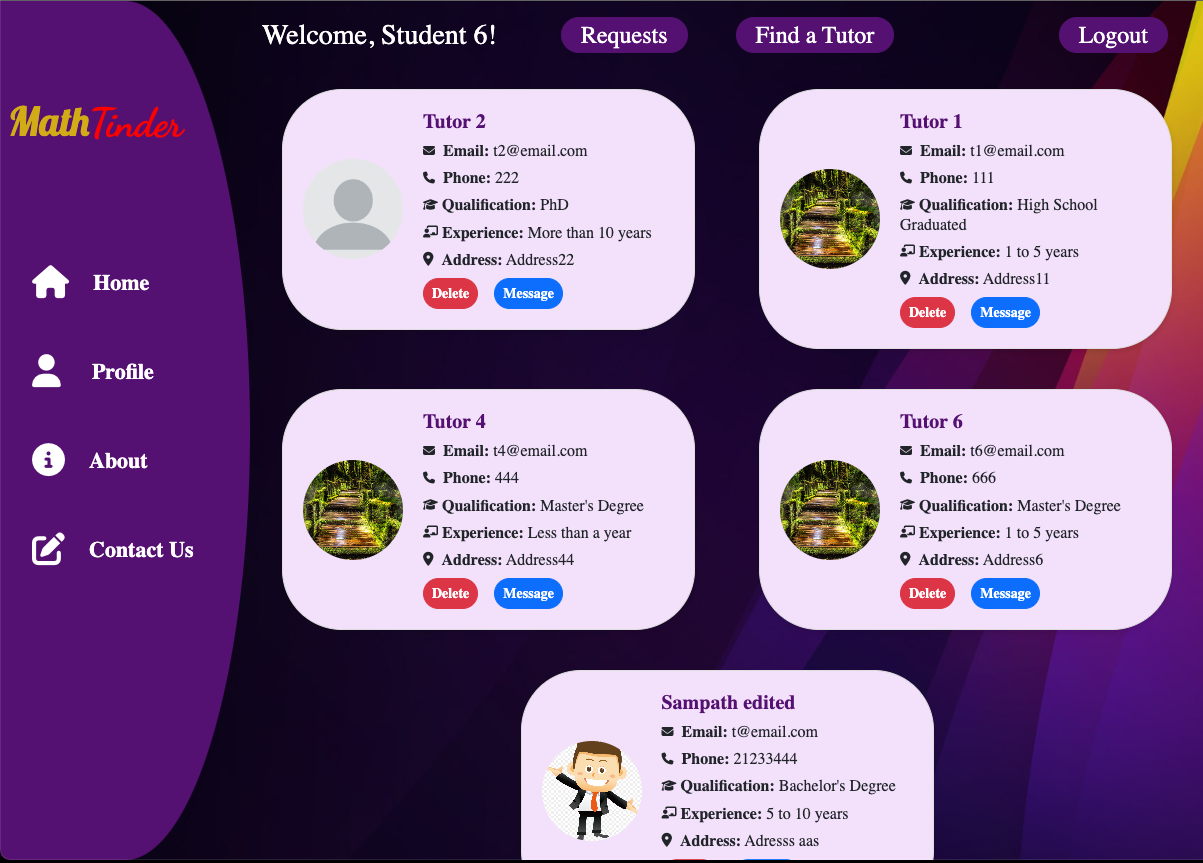 Welcome, Student 6!
Requests
Find a Tutor
Logout
MathTinder
Home
Profile
About
Contact Us
Tutor 2
Email: t2@email.com
Phone: 222
Qualification: PhD
Experience: More than 10 years
Address: Address22
Delete
Message
Tutor 1
Email: t1@email.com
Phone: 111
Qualification: High School
Graduated
Experience: 1 to 5 years
Address: Address11
Delete
Message
Tutor 4
Email: t4@email.com
Phone: 444
Qualification: Master's Degree
Experience: Less than a year
Address: Address44
Delete
Message
Tutor 6
Email: t6@email.com
Phone: 666
Qualification: Master's Degree
Experience: 1 to 5 years
Address: Address6
Delete
Message
Sampath edited
Email: t@email.com
Phone: 21233444
Qualification: Bachelor's Degree
Experience: 5 to 10 years
Address: Adresss aas